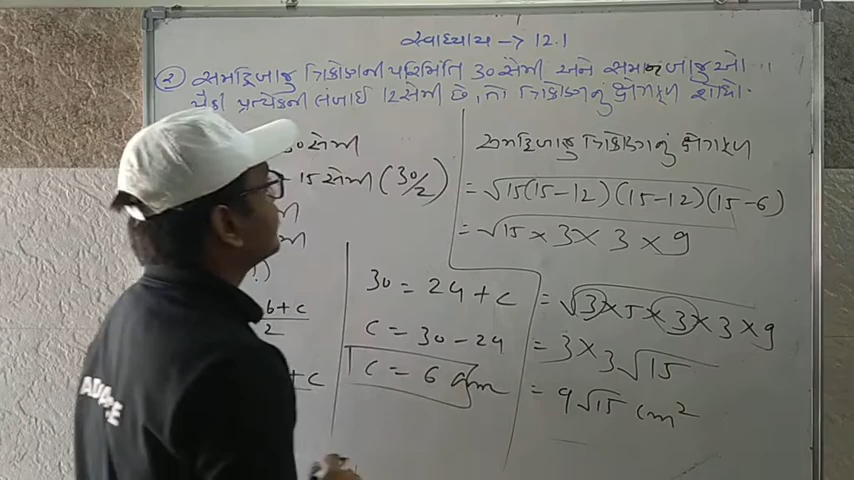 સ્વાધ્યાય → 12.1
૨ સમદ્વિબાજુ ત્રિકોણની પરિમિતિ 30 સેમી અને સમાન બાજુઓ
પૈકી પ્રત્યેકની લંબાઈ 12 સેમી છે, તો ત્રિકોણનું ક્ષેત્રફળ શોધો.
30 સેમી
15 સેમી (30/2)
મી
મી
?)
b+c
2
+c
30 = 24 + c
c = 30 - 24
c = 6 cm
સમદ્વિબાજુ ત્રિકોણનું ક્ષેત્રફળ
= √15(15-12)(15-12)(15-6)
= √15 × 3 × 3 × 9
= √3 × 5 × 3 × 3 × 9
= 3 × 3√15
= 9√15 cm²
ADAPRE